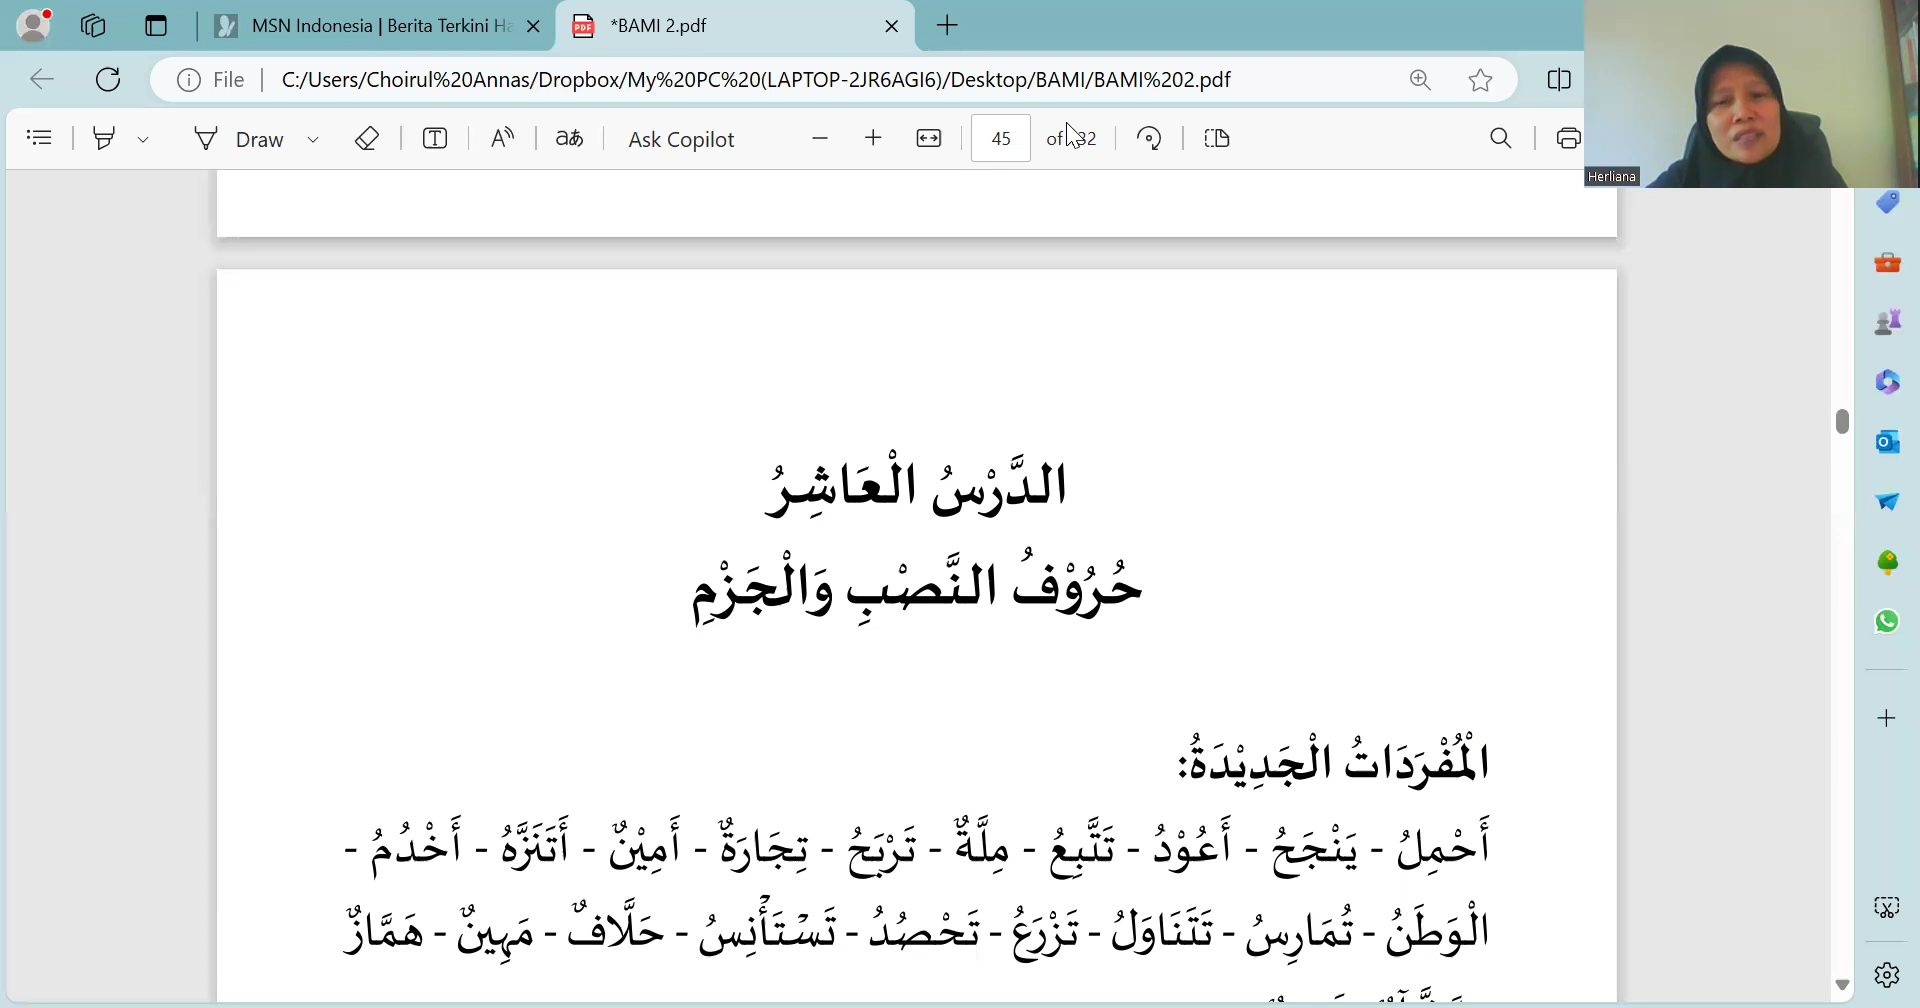 MSN Indonesia | Berita Terkini Ha
*BAMI 2.pdf
File
C:/Users/Choirul%20Annas/Dropbox/My%20PC%20(LAPTOP-2JR6AGI6)/Desktop/BAMI/BAMI%202.pdf
Draw
Ask Copilot
45
of
Herliana
الدَّرْسُ الْعَاشِرُ
حُرُوْفُ النَّصْبِ وَالْجَزْمِ
الْمُفْرَدَاتُ الْجَدِيْدَةُ:
أَحْمِلُ - يَنْجَحُ - أَعُوْدُ - تَتَّبِعُ - مِلَّةٌ - تَرْبَحُ - تِجَارَةٌ - أَمِيْنٌ - أَتَنَزَّهُ - أَخْدُمُ -
الْوَطَنُ - تُمَارِسُ - تَتَنَاوَلُ - تَزْرَعُ - تَحْصُدُ - تَسْتَأْنِسُ - حَلَّافٌ - مَهِينٌ - هَمَّازٌ